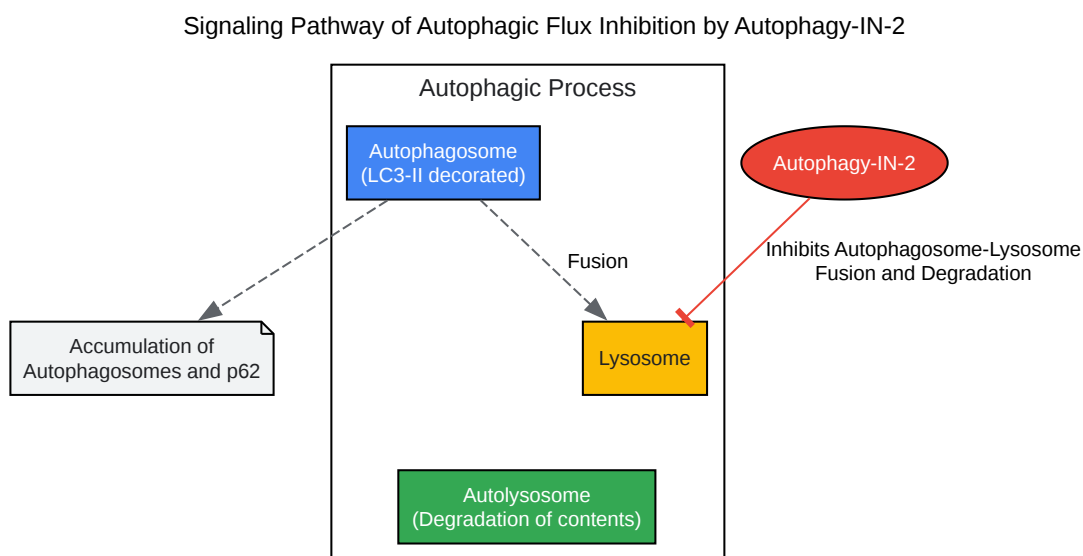 Signaling Pathway of Autophagic Flux Inhibition by Autophagy-IN-2
Autophagic Process
Autophagosome
(LC3-II decorated)
Autophagy-IN-2
Fusion
Inhibits Autophagosome-Lysosome
Fusion and Degradation
Accumulation of
Autophagosomes and p62
Lysosome
Autolysosome
(Degradation of contents)